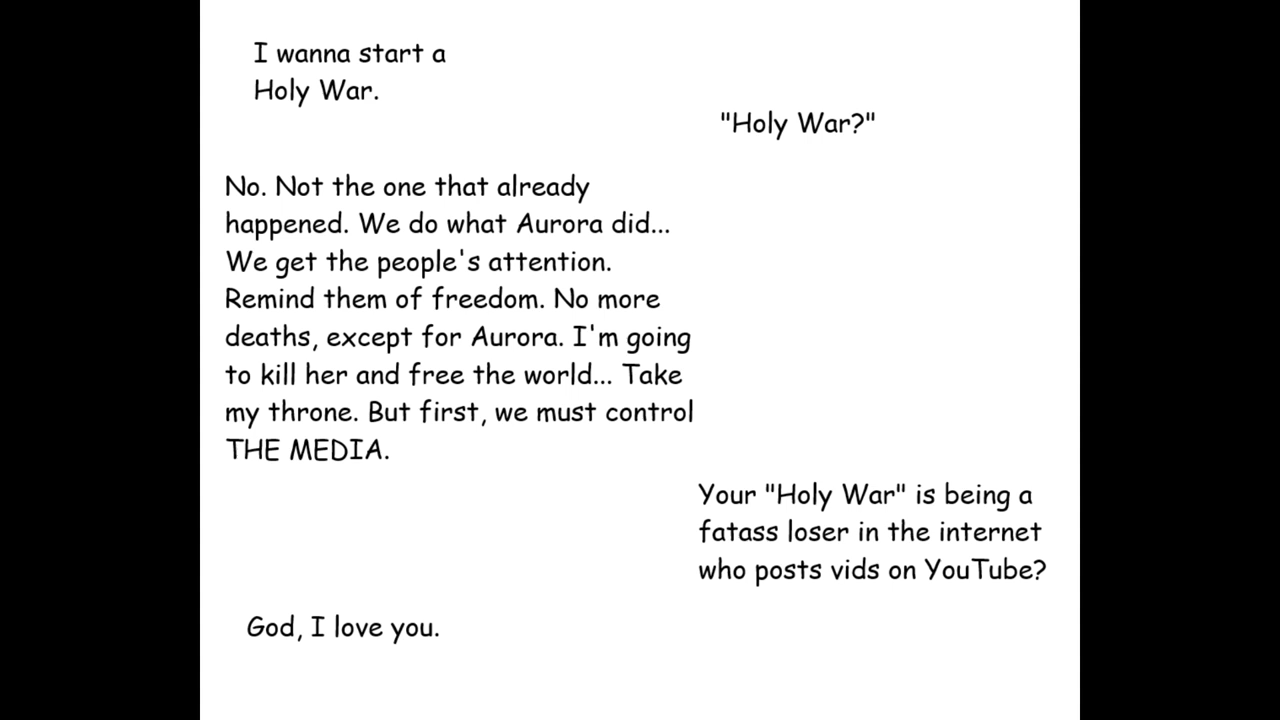 I wanna start a
Holy War.
"Holy War?"
No. Not the one that already
happened. We do what Aurora did...
We get the people's attention.
Remind them of freedom. No more
deaths, except for Aurora. I'm going
to kill her and free the world... Take
my throne. But first, we must control
THE MEDIA.
Your "Holy War" is being a
fatass loser in the internet
who posts vids on YouTube?
God, I love you.